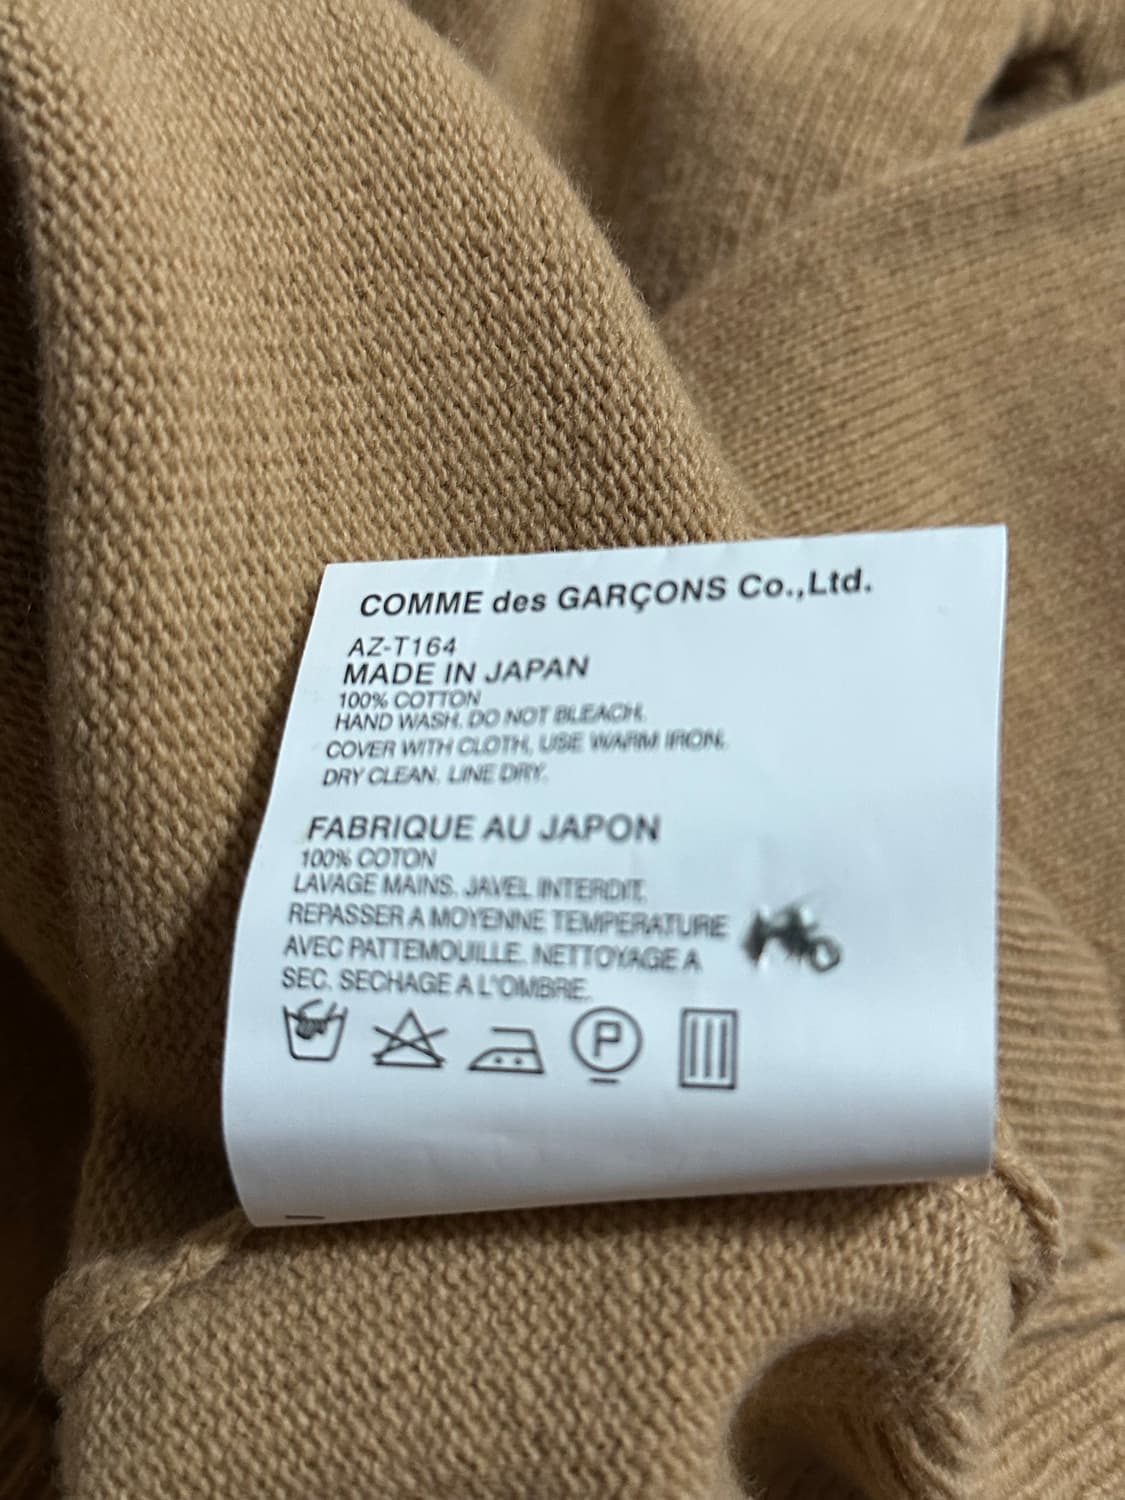 COMME des GARÇONS Co.,Ltd.
AZ-T164
MADE IN JAPAN
100% COTTON
HAND WASH. DO NOT BLEACH.
COVER WITH CLOTH, USE WARM IRON.
DRY CLEAN. LINE DRY.
FABRIQUE AU JAPON
100% COTON
LAVAGE MAINS. JAVEL INTERDIT.
REPASSER A MOYENNE TEMPERATURE
AVEC PATTEMOUILLE. NETTOYAGE A
SEC. SECHAGE A L'OMBRE.
P